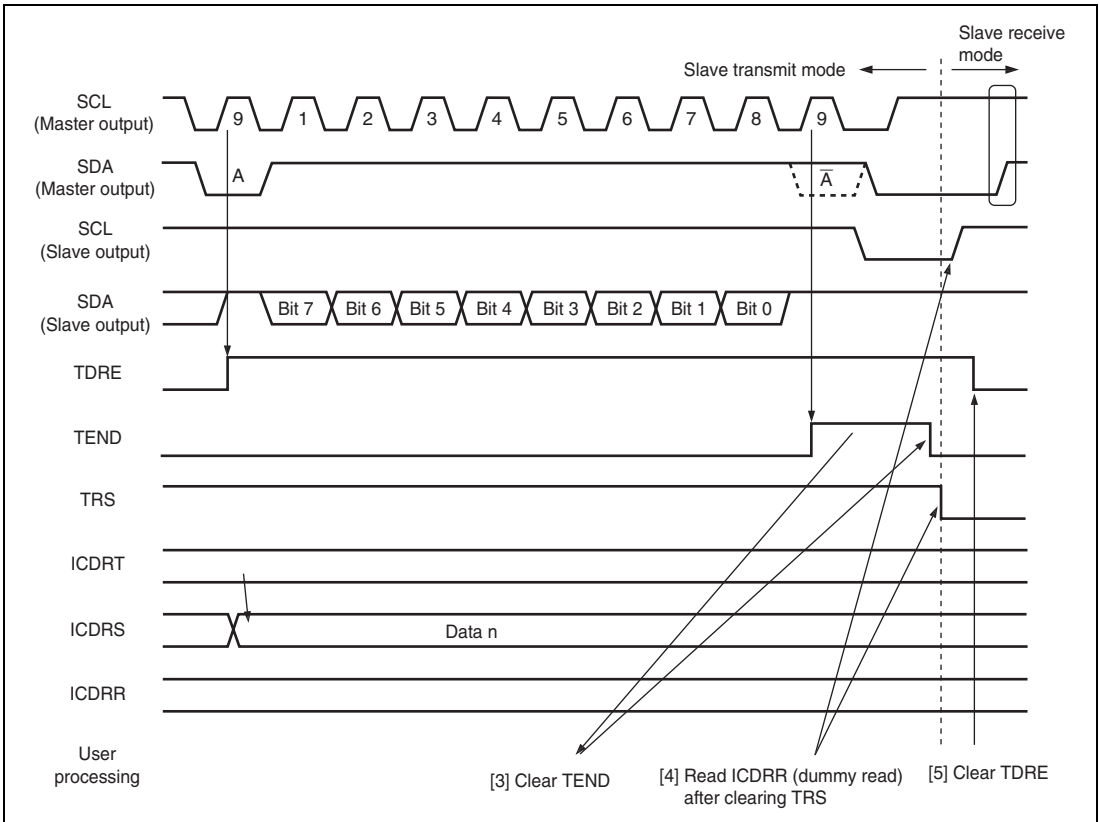 Slave receive
mode
Slave transmit mode
SCL
(Master output)
9 1 2 3 4 5 6 7 8 9
SDA
(Master output)
A A̅
SCL
(Slave output)
SDA
(Slave output)
Bit 7 Bit 6 Bit 5 Bit 4 Bit 3 Bit 2 Bit 1 Bit 0
TDRE
TEND
TRS
ICDRT
ICDRS
Data n
ICDRR
User
processing
[3] Clear TEND
[4] Read ICDRR (dummy read)
after clearing TRS
[5] Clear TDRE